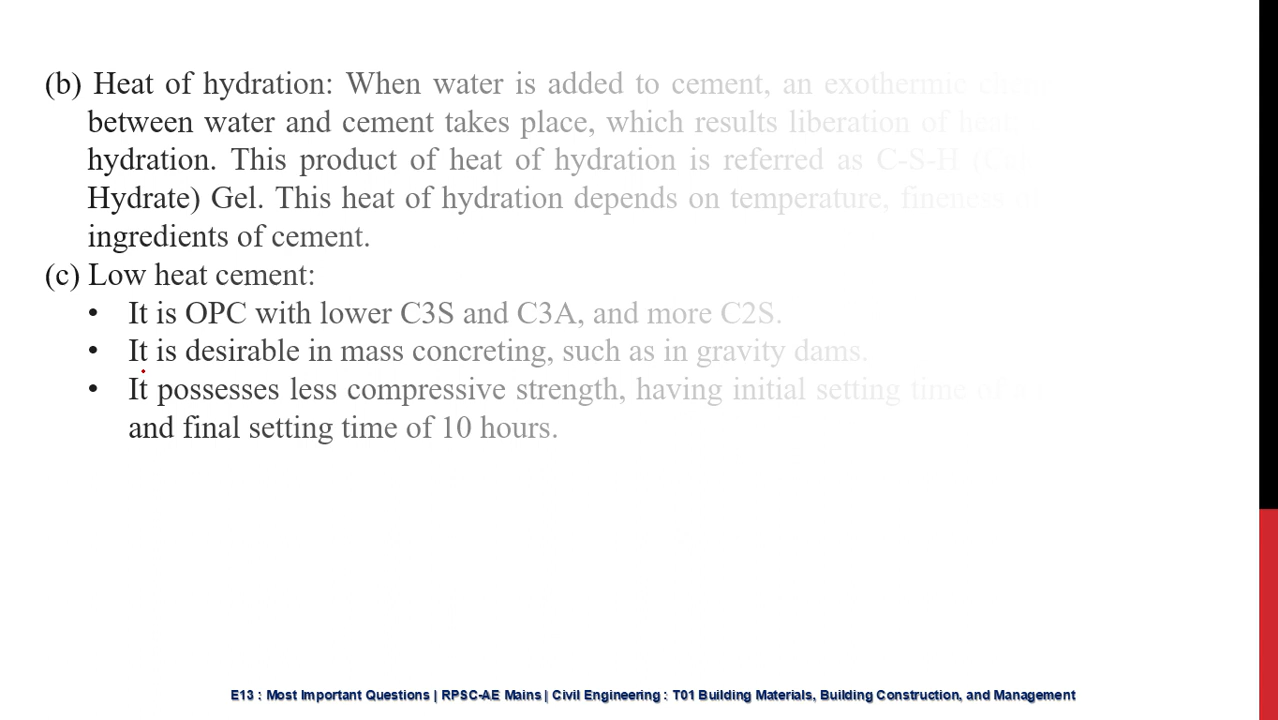 (b) Heat of hydration: When water is added to cement, an exothermic
between water and cement takes place, which results liberation of heat
hydration. This product of heat of hydration is referred as C-S-H
Hydrate) Gel. This heat of hydration depends on temperature, fineness
ingredients of cement.
(c) Low heat cement:
• It is OPC with lower C3S and C3A, and more C2S.
• It is desirable in mass concreting, such as in gravity dams.
• It possesses less compressive strength, having initial setting time of
and final setting time of 10 hours.
E13 : Most Important Questions | RPSC-AE Mains | Civil Engineering : T01 Building Materials, Building Construction, and Management